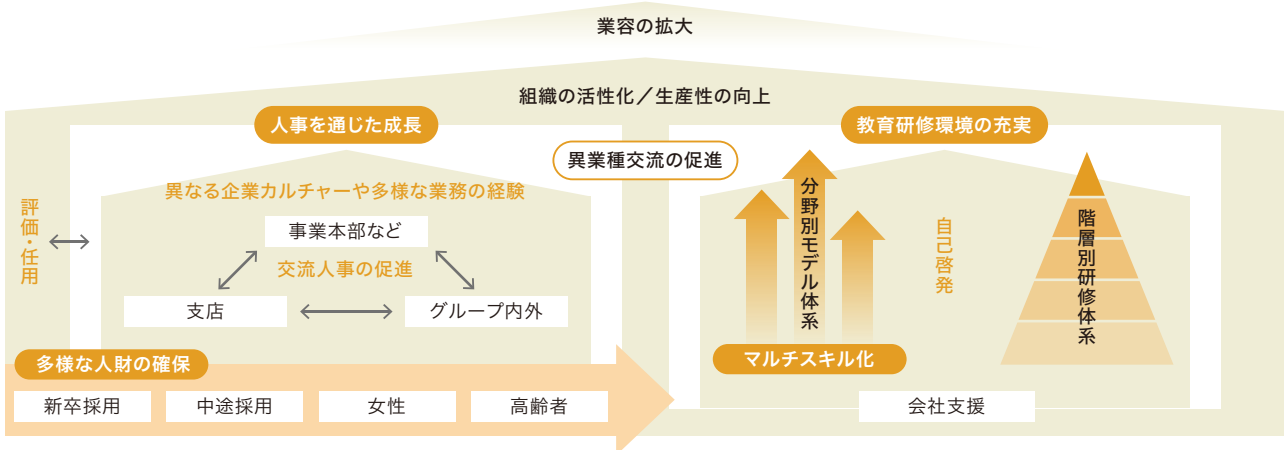 業容の拡大
組織の活性化／生産性の向上
人事を通じた成長
教育研修環境の充実
異業種交流の促進
評価・任用
異なる企業カルチャーや多様な業務の経験
事業本部など
交流人事の促進
支店
グループ内外
分野別モデル体系
自己啓発
階層別研修体系
マルチスキル化
多様な人財の確保
新卒採用
中途採用
女性
高齢者
会社支援